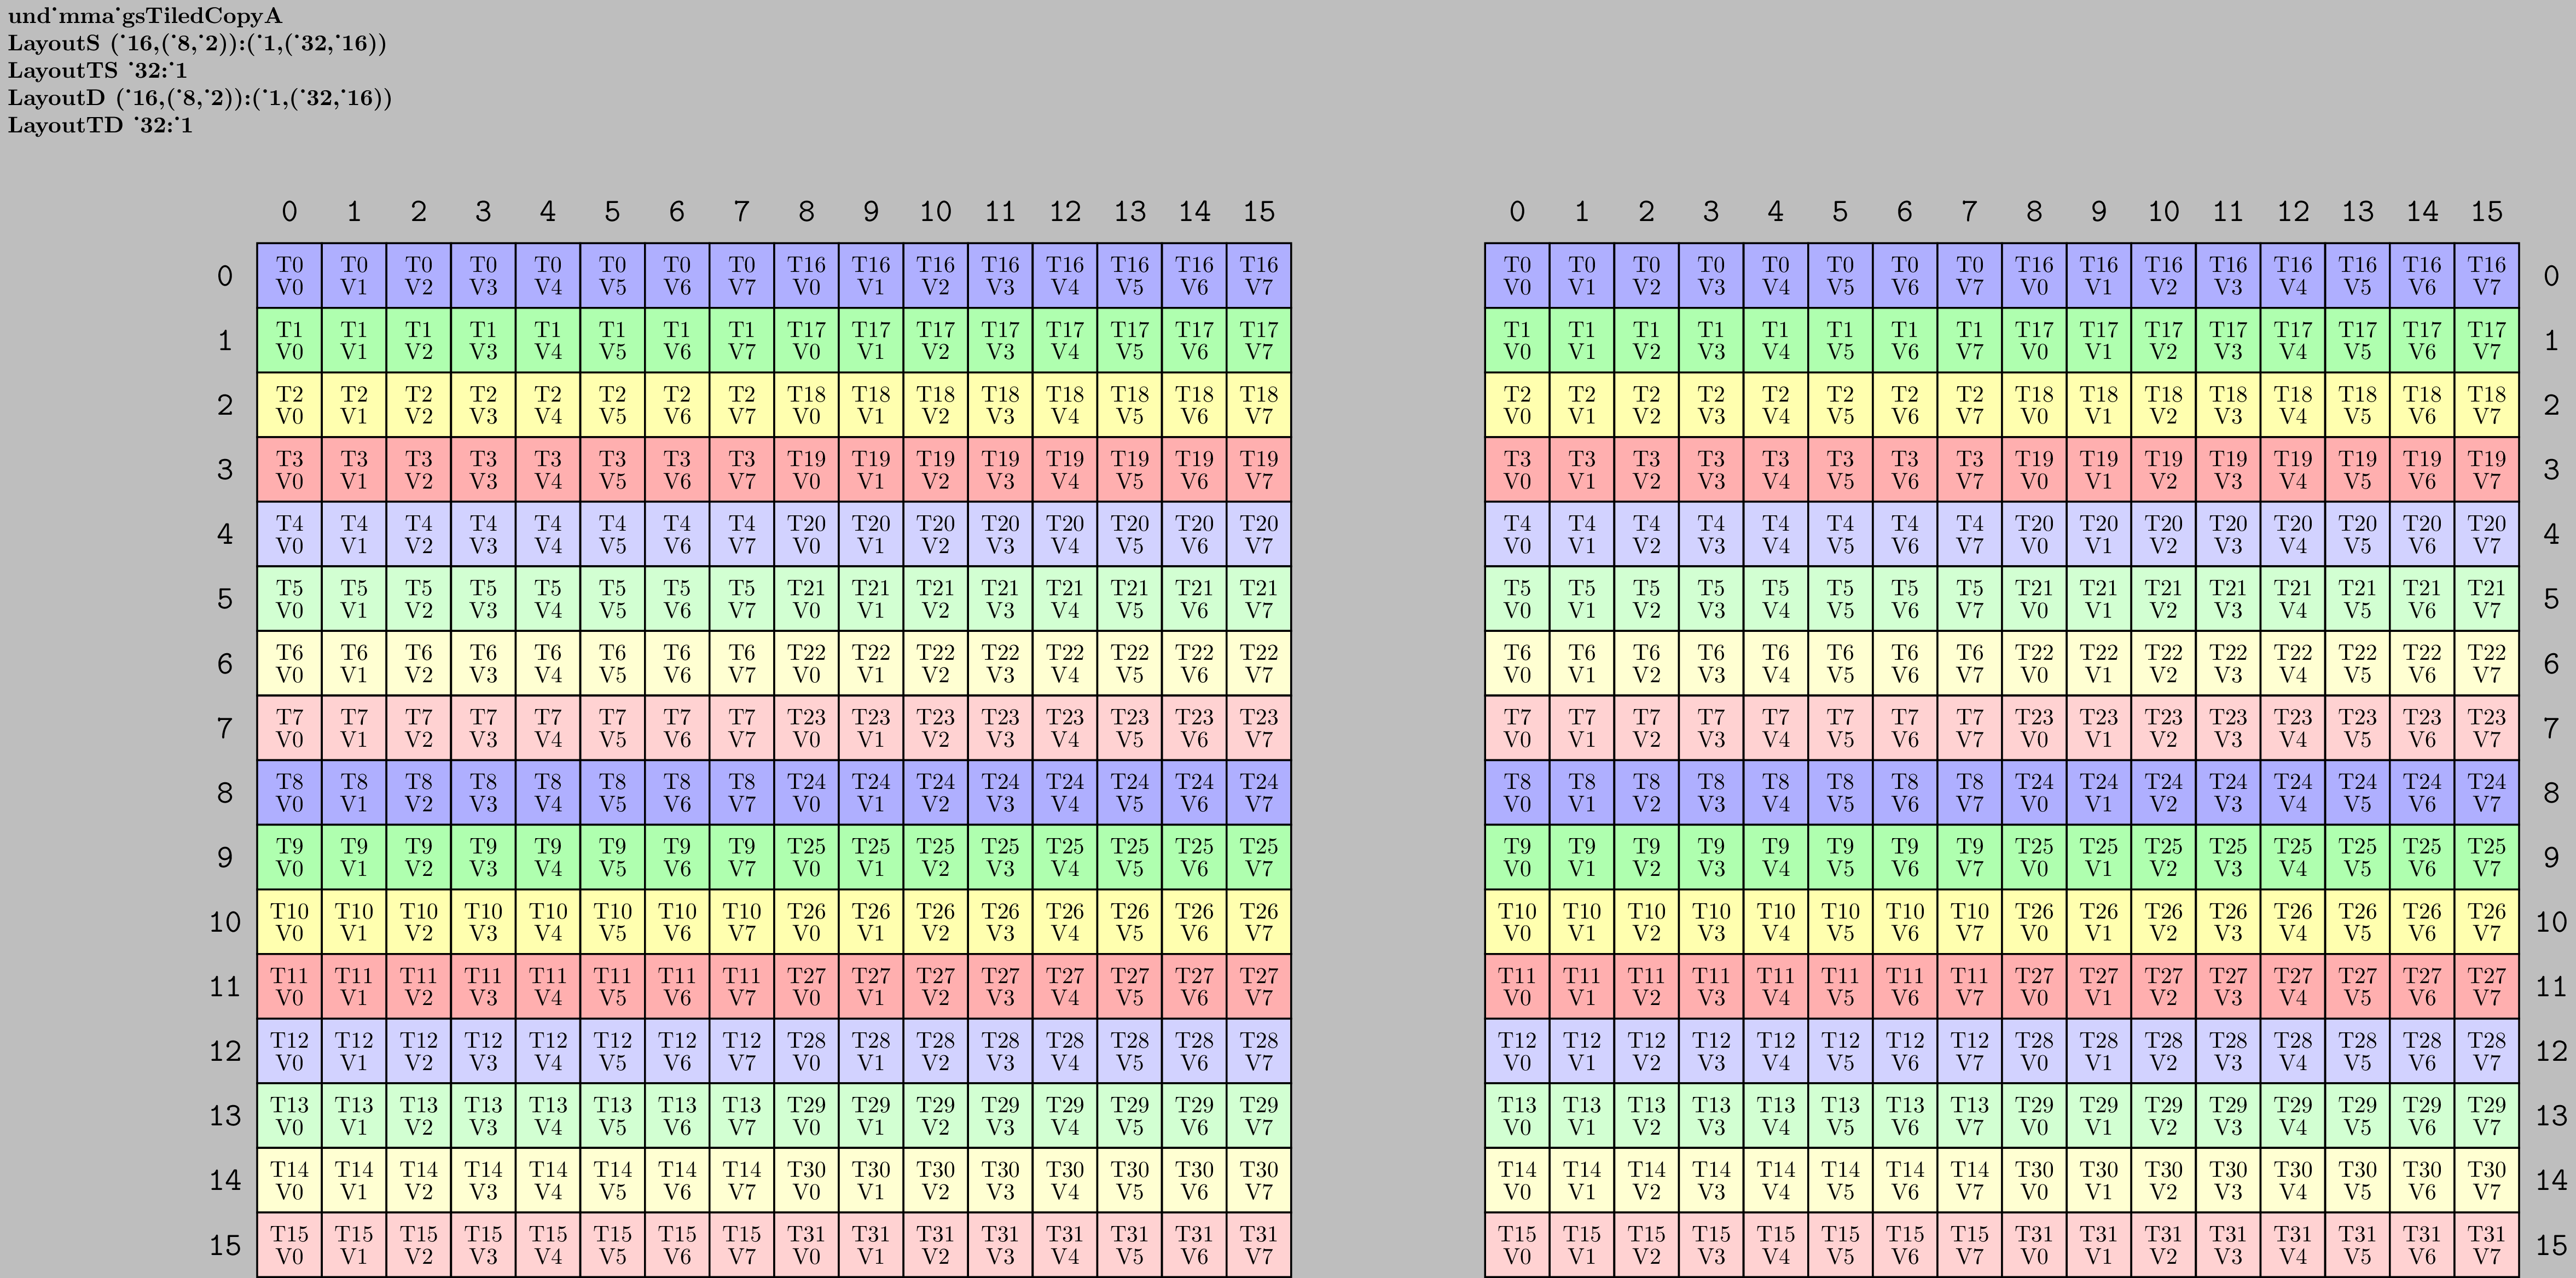 und˙mma˙gsTiledCopyA
LayoutS (˙16,(˙8,˙2)):(˙1,(˙32,˙16))
LayoutTS ˙32:˙1
LayoutD (˙16,(˙8,˙2)):(˙1,(˙32,˙16))
LayoutTD ˙32:˙1
0 1 2 3 4 5 6 7 8 9 10 11 12 13 14 15 0 1 2 3 4 5 6 7 8 9 10 11 12 13 14 15
T0 T0 T0 T0 T0 T0 T0 T0 T16 T16 T16 T16 T16 T16 T16 T16 T0 T0 T0 T0 T0 T0 T0 T0 T16 T16 T16 T16 T16 T16 T16 T16
0 V0 V1 V2 V3 V4 V5 V6 V7 V0 V1 V2 V3 V4 V5 V6 V7 V0 V1 V2 V3 V4 V5 V6 V7 V0 V1 V2 V3 V4 V5 V6 V7 0
T1 T1 T1 T1 T1 T1 T1 T1 T17 T17 T17 T17 T17 T17 T17 T17 T1 T1 T1 T1 T1 T1 T1 T1 T17 T17 T17 T17 T17 T17 T17 T17
1 V0 V1 V2 V3 V4 V5 V6 V7 V0 V1 V2 V3 V4 V5 V6 V7 V0 V1 V2 V3 V4 V5 V6 V7 V0 V1 V2 V3 V4 V5 V6 V7 1
T2 T2 T2 T2 T2 T2 T2 T2 T18 T18 T18 T18 T18 T18 T18 T18 T2 T2 T2 T2 T2 T2 T2 T2 T18 T18 T18 T18 T18 T18 T18 T18
2 V0 V1 V2 V3 V4 V5 V6 V7 V0 V1 V2 V3 V4 V5 V6 V7 V0 V1 V2 V3 V4 V5 V6 V7 V0 V1 V2 V3 V4 V5 V6 V7 2
T3 T3 T3 T3 T3 T3 T3 T3 T19 T19 T19 T19 T19 T19 T19 T19 T3 T3 T3 T3 T3 T3 T3 T3 T19 T19 T19 T19 T19 T19 T19 T19
3 V0 V1 V2 V3 V4 V5 V6 V7 V0 V1 V2 V3 V4 V5 V6 V7 V0 V1 V2 V3 V4 V5 V6 V7 V0 V1 V2 V3 V4 V5 V6 V7 3
T4 T4 T4 T4 T4 T4 T4 T4 T20 T20 T20 T20 T20 T20 T20 T20 T4 T4 T4 T4 T4 T4 T4 T4 T20 T20 T20 T20 T20 T20 T20 T20
4 V0 V1 V2 V3 V4 V5 V6 V7 V0 V1 V2 V3 V4 V5 V6 V7 V0 V1 V2 V3 V4 V5 V6 V7 V0 V1 V2 V3 V4 V5 V6 V7 4
T5 T5 T5 T5 T5 T5 T5 T5 T21 T21 T21 T21 T21 T21 T21 T21 T5 T5 T5 T5 T5 T5 T5 T5 T21 T21 T21 T21 T21 T21 T21 T21
5 V0 V1 V2 V3 V4 V5 V6 V7 V0 V1 V2 V3 V4 V5 V6 V7 V0 V1 V2 V3 V4 V5 V6 V7 V0 V1 V2 V3 V4 V5 V6 V7 5
T6 T6 T6 T6 T6 T6 T6 T6 T22 T22 T22 T22 T22 T22 T22 T22 T6 T6 T6 T6 T6 T6 T6 T6 T22 T22 T22 T22 T22 T22 T22 T22
6 V0 V1 V2 V3 V4 V5 V6 V7 V0 V1 V2 V3 V4 V5 V6 V7 V0 V1 V2 V3 V4 V5 V6 V7 V0 V1 V2 V3 V4 V5 V6 V7 6
T7 T7 T7 T7 T7 T7 T7 T7 T23 T23 T23 T23 T23 T23 T23 T23 T7 T7 T7 T7 T7 T7 T7 T7 T23 T23 T23 T23 T23 T23 T23 T23
7 V0 V1 V2 V3 V4 V5 V6 V7 V0 V1 V2 V3 V4 V5 V6 V7 V0 V1 V2 V3 V4 V5 V6 V7 V0 V1 V2 V3 V4 V5 V6 V7 7
T8 T8 T8 T8 T8 T8 T8 T8 T24 T24 T24 T24 T24 T24 T24 T24 T8 T8 T8 T8 T8 T8 T8 T8 T24 T24 T24 T24 T24 T24 T24 T24
8 V0 V1 V2 V3 V4 V5 V6 V7 V0 V1 V2 V3 V4 V5 V6 V7 V0 V1 V2 V3 V4 V5 V6 V7 V0 V1 V2 V3 V4 V5 V6 V7 8
T9 T9 T9 T9 T9 T9 T9 T9 T25 T25 T25 T25 T25 T25 T25 T25 T9 T9 T9 T9 T9 T9 T9 T9 T25 T25 T25 T25 T25 T25 T25 T25
9 V0 V1 V2 V3 V4 V5 V6 V7 V0 V1 V2 V3 V4 V5 V6 V7 V0 V1 V2 V3 V4 V5 V6 V7 V0 V1 V2 V3 V4 V5 V6 V7 9
T10 T10 T10 T10 T10 T10 T10 T10 T26 T26 T26 T26 T26 T26 T26 T26 T10 T10 T10 T10 T10 T10 T10 T10 T26 T26 T26 T26 T26 T26 T26 T26
10 V0 V1 V2 V3 V4 V5 V6 V7 V0 V1 V2 V3 V4 V5 V6 V7 V0 V1 V2 V3 V4 V5 V6 V7 V0 V1 V2 V3 V4 V5 V6 V7 10
T11 T11 T11 T11 T11 T11 T11 T11 T27 T27 T27 T27 T27 T27 T27 T27 T11 T11 T11 T11 T11 T11 T11 T11 T27 T27 T27 T27 T27 T27 T27 T27
11 V0 V1 V2 V3 V4 V5 V6 V7 V0 V1 V2 V3 V4 V5 V6 V7 V0 V1 V2 V3 V4 V5 V6 V7 V0 V1 V2 V3 V4 V5 V6 V7 11
T12 T12 T12 T12 T12 T12 T12 T12 T28 T28 T28 T28 T28 T28 T28 T28 T12 T12 T12 T12 T12 T12 T12 T12 T28 T28 T28 T28 T28 T28 T28 T28
12 V0 V1 V2 V3 V4 V5 V6 V7 V0 V1 V2 V3 V4 V5 V6 V7 V0 V1 V2 V3 V4 V5 V6 V7 V0 V1 V2 V3 V4 V5 V6 V7 12
T13 T13 T13 T13 T13 T13 T13 T13 T29 T29 T29 T29 T29 T29 T29 T29 T13 T13 T13 T13 T13 T13 T13 T13 T29 T29 T29 T29 T29 T29 T29 T29
13 V0 V1 V2 V3 V4 V5 V6 V7 V0 V1 V2 V3 V4 V5 V6 V7 V0 V1 V2 V3 V4 V5 V6 V7 V0 V1 V2 V3 V4 V5 V6 V7 13
T14 T14 T14 T14 T14 T14 T14 T14 T30 T30 T30 T30 T30 T30 T30 T30 T14 T14 T14 T14 T14 T14 T14 T14 T30 T30 T30 T30 T30 T30 T30 T30
14 V0 V1 V2 V3 V4 V5 V6 V7 V0 V1 V2 V3 V4 V5 V6 V7 V0 V1 V2 V3 V4 V5 V6 V7 V0 V1 V2 V3 V4 V5 V6 V7 14
T15 T15 T15 T15 T15 T15 T15 T15 T31 T31 T31 T31 T31 T31 T31 T31 T15 T15 T15 T15 T15 T15 T15 T15 T31 T31 T31 T31 T31 T31 T31 T31
15 V0 V1 V2 V3 V4 V5 V6 V7 V0 V1 V2 V3 V4 V5 V6 V7 V0 V1 V2 V3 V4 V5 V6 V7 V0 V1 V2 V3 V4 V5 V6 V7 15